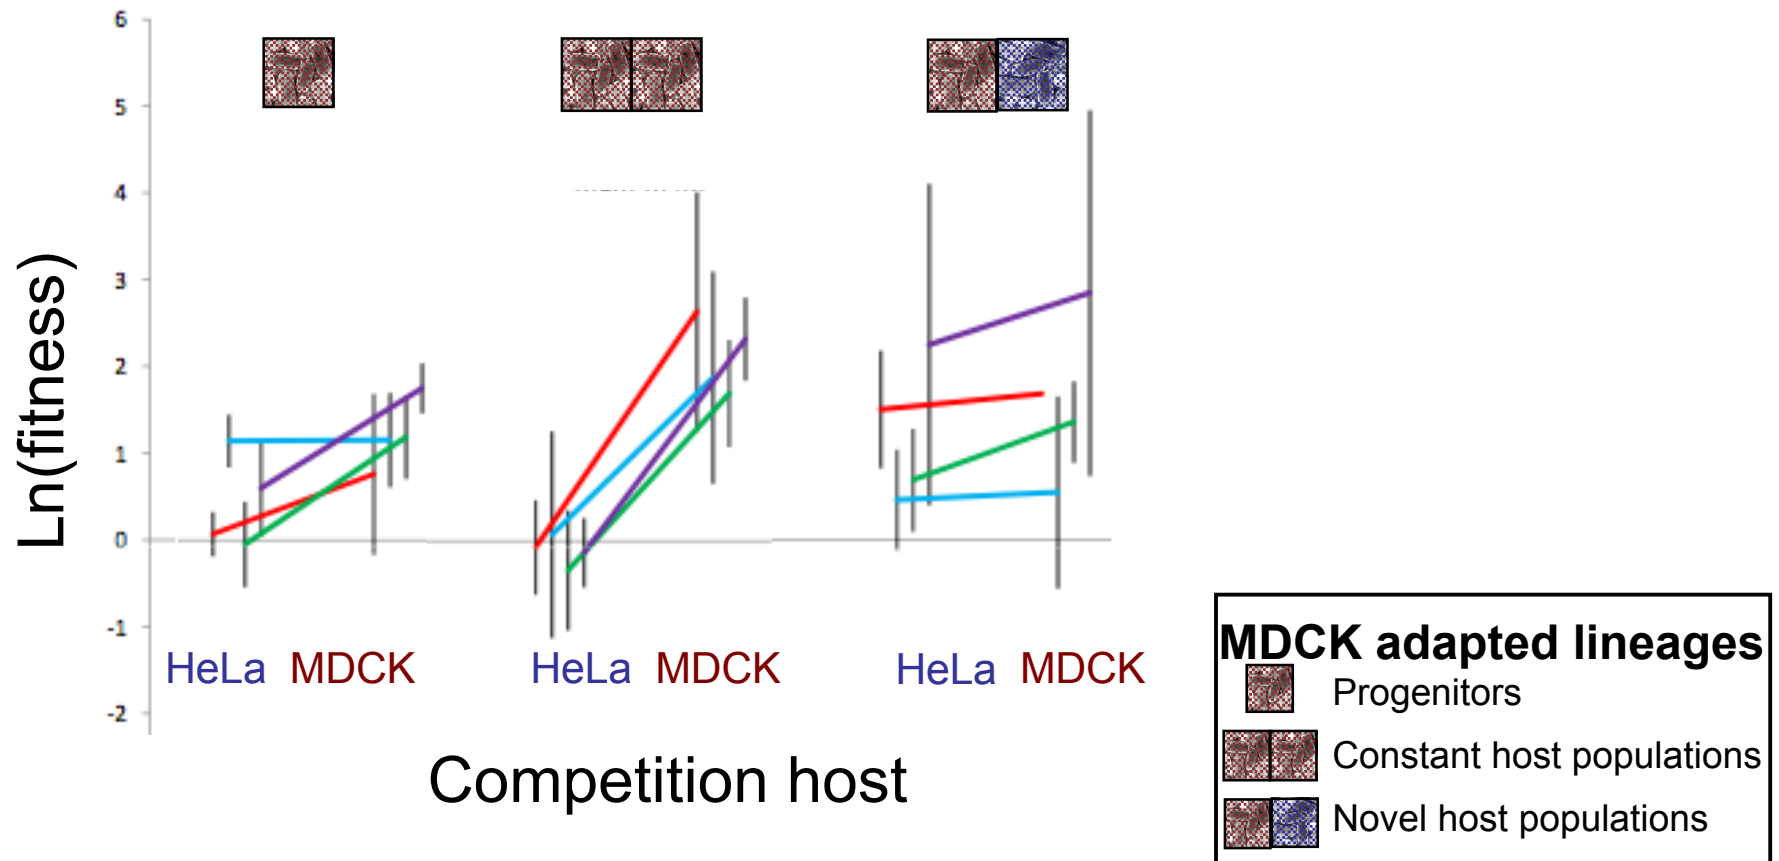 6
5
4
3
2
1
0
-1
-2
Ln(fitness)
HeLa MDCK
HeLa MDCK
HeLa MDCK
Competition host
MDCK adapted lineages
Progenitors
Constant host populations
Novel host populations